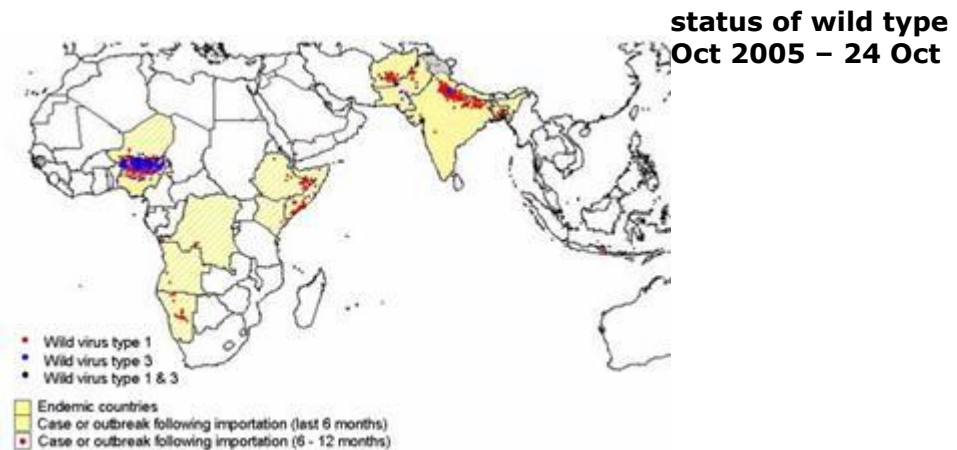 status of wild type
Oct 2005 – 24 Oct
Wild virus type 1
Wild virus type 3
Wild virus type 1 & 3
Endemic countries
Case or outbreak following importation (last 6 months)
Case or outbreak following importation (6 - 12 months)